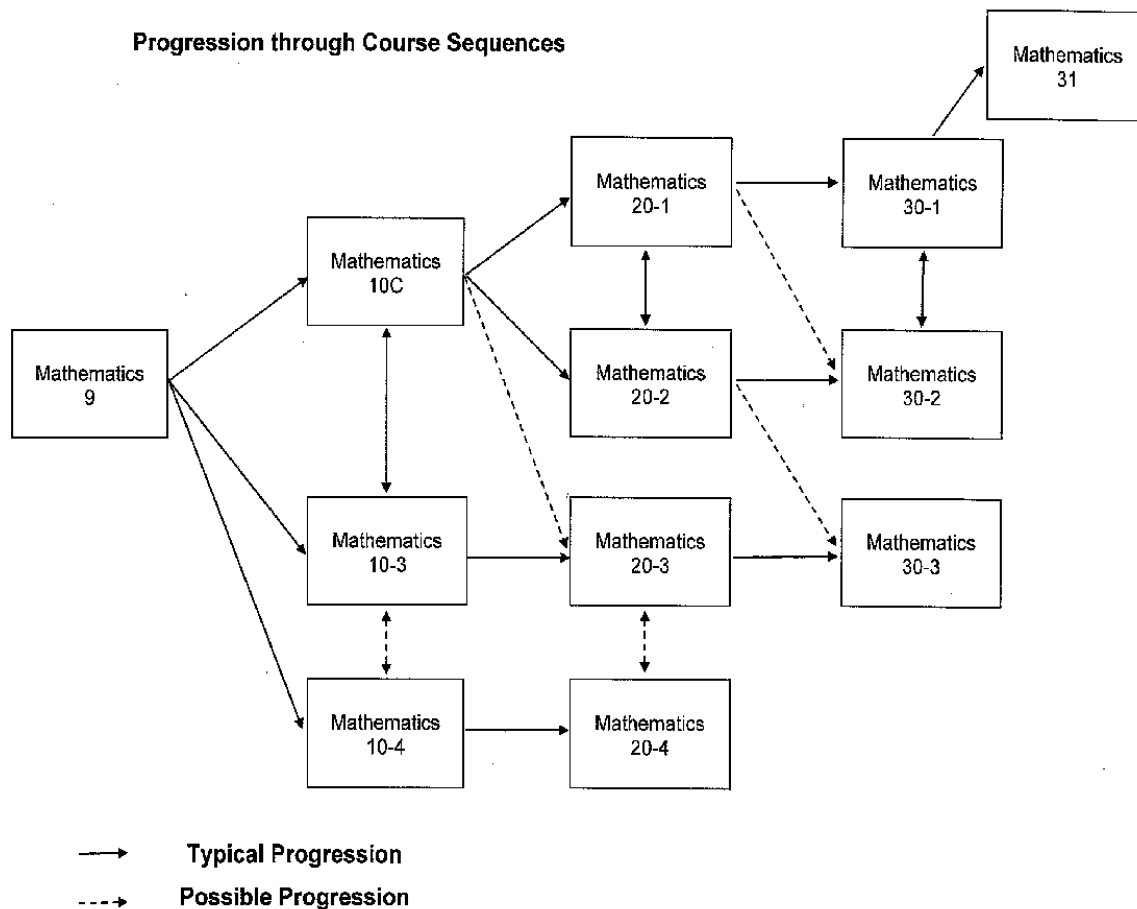 Progression through Course Sequences
Mathematics
31
Mathematics
20-1
Mathematics
30-1
Mathematics
10C
Mathematics
9
Mathematics
20-2
Mathematics
30-2
Mathematics
10-3
Mathematics
20-3
Mathematics
30-3
Mathematics
10-4
Mathematics
20-4
Typical Progression
Possible Progression